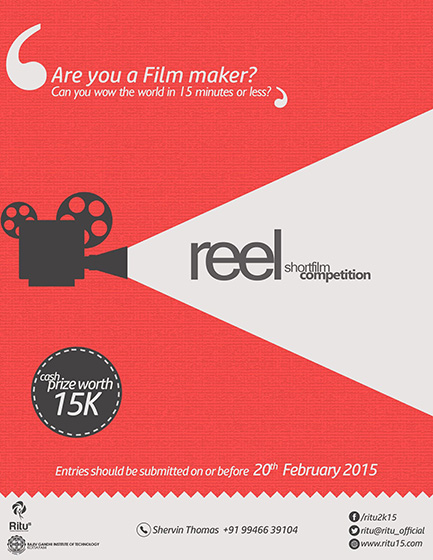 Are you a Film maker?
Can you wow the world in 15 minutes or less?
reel shortfilm
competition
cash
prize worth
15K
Entries should be submitted on or before 20th February 2015
Ritu
RAJIV GANDHI INSTITUTE OF TECHNOLOGY
KOTTAYAM
Shervin Thomas +91 99466 39104
/ritu2k15
ritu@ritu_official
www.ritu15.com